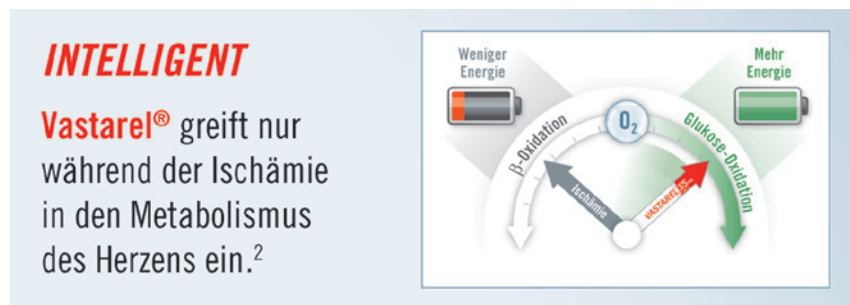 INTELLIGENT
Vastarel® greift nur
während der Ischämie
in den Metabolismus
des Herzens ein.²
Weniger
Energie
Mehr
Energie
O₂
β-Oxidation
Glukose-Oxidation
Ischämie
VASTAREL